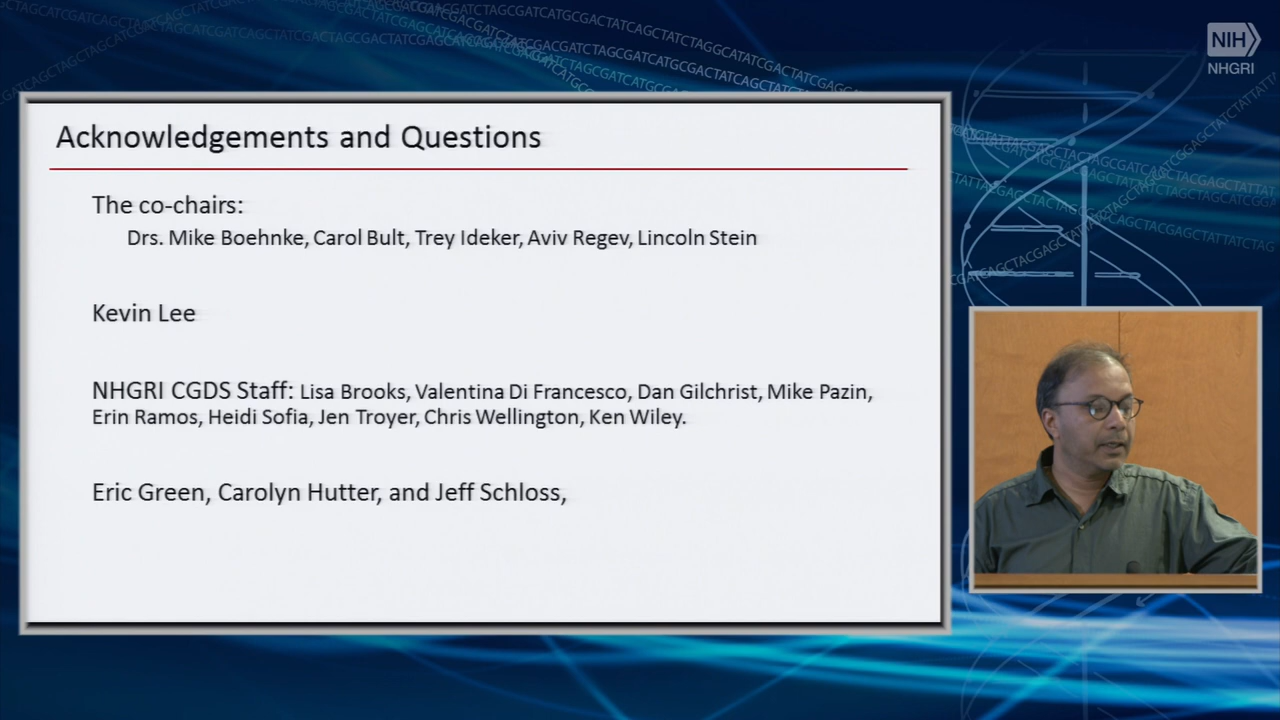 NIH
NHGRI
Acknowledgements and Questions
The co-chairs:
Drs. Mike Boehnke, Carol Bult, Trey Ideker, Aviv Regev, Lincoln Stein
Kevin Lee
NHGRI CGDS Staff: Lisa Brooks, Valentina Di Francesco, Dan Gilchrist, Mike Pazin,
Erin Ramos, Heidi Sofia, Jen Troyer, Chris Wellington, Ken Wiley.
Eric Green, Carolyn Hutter, and Jeff Schloss,